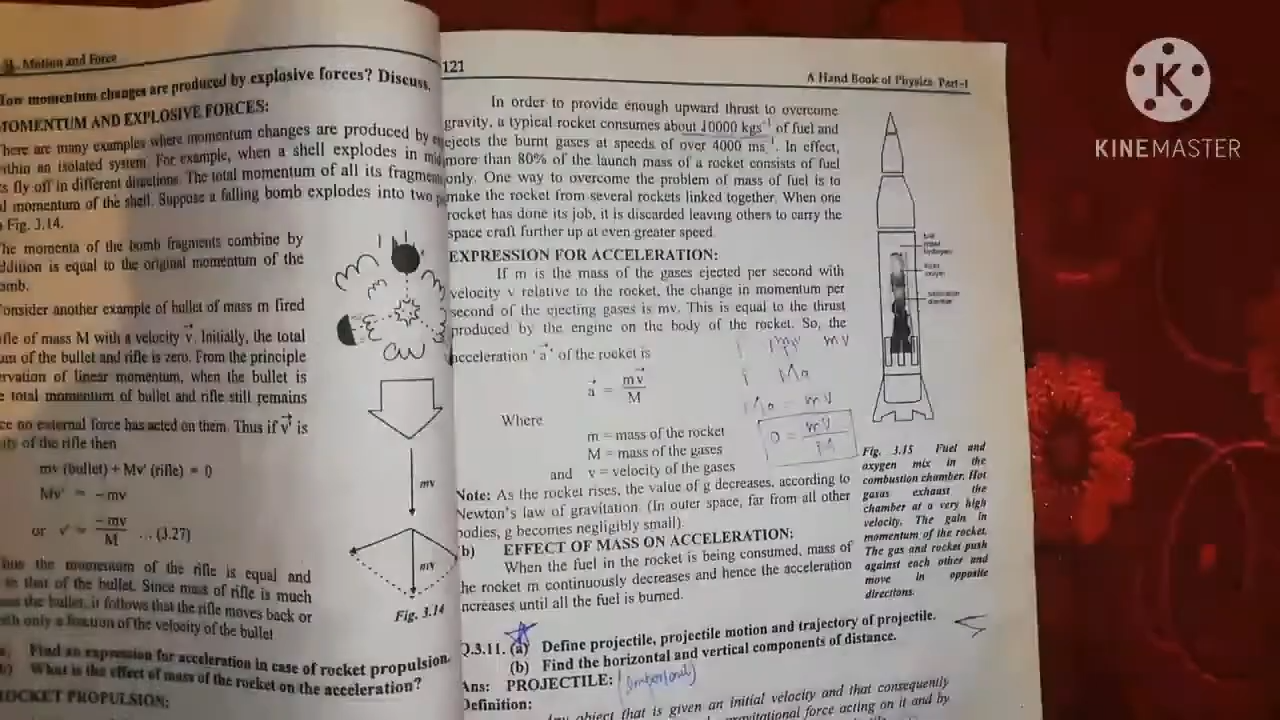 Motion and Force
How momentum changes are produced by explosive forces? Discuss.
MOMENTUM AND EXPLOSIVE FORCES:
There are many examples where momentum changes are produced by
within an isolated system. For example, when a shell explodes in
fly off in different directions. The total momentum of all its fragments
momentum of the shell. Suppose a falling bomb explodes into two
Fig. 3.14.
The momenta of the bomb fragments combine by
addition is equal to the original momentum of the
bomb.
Consider another example of bullet of mass m fired
rifle of mass M with a velocity v⃗. Initially, the total
of the bullet and rifle is zero. From the principle
of linear momentum, when the bullet is
total momentum of bullet and rifle still remains
no external force has acted on them. Thus if v⃗' is
of the rifle then
mv (bullet) + Mv' (rifle) = 0
Mv' = -mv
or v' = -mv/M ...(3.27)
the momentum of the rifle is equal and
that of the bullet. Since mass of rifle is much
the bullet, it follows that the rifle moves back or
with only a fraction of the velocity of the bullet
Find an expression for acceleration in case of rocket propulsion.
What is the effect of mass of the rocket on the acceleration?
ROCKET PROPULSION:
mv
mv
Fig. 3.14
121
A Hand Book of Physics Part-I
In order to provide enough upward thrust to overcome
gravity, a typical rocket consumes about 10000 kgs⁻¹ of fuel and
ejects the burnt gases at speeds of over 4000 ms⁻¹. In effect,
more than 80% of the launch mass of a rocket consists of fuel
only. One way to overcome the problem of mass of fuel is to
make the rocket from several rockets linked together. When one
rocket has done its job, it is discarded leaving others to carry the
space craft further up at even greater speed.
EXPRESSION FOR ACCELERATION:
If m is the mass of the gases ejected per second with
velocity v relative to the rocket, the change in momentum per
second of the ejecting gases is mv. This is equal to the thrust
produced by the engine on the body of the rocket. So, the
acceleration 'a⃗' of the rocket is
a⃗ = mv⃗/M
Where
m = mass of the rocket
M = mass of the gases
and v = velocity of the gases
mv
Ma
Ma = mv
a = mv/M
Note: As the rocket rises, the value of g decreases, according to
Newton's law of gravitation. (In outer space, far from all other
bodies, g becomes negligibly small).
b) EFFECT OF MASS ON ACCELERATION:
When the fuel in the rocket is being consumed, mass of
the rocket m continuously decreases and hence the acceleration
increases until all the fuel is burned.
Fig. 3.15 Fuel and
oxygen mix in the
combustion chamber. Hot
gases exhaust the
chamber at a very high
velocity. The gain in
momentum of the rocket.
The gas and rocket push
against each other and
move in opposite
directions.
Q.3.11. (a) Define projectile, projectile motion and trajectory of projectile.
(b) Find the horizontal and vertical components of distance.
Ans: PROJECTILE:
Definition:
Any object that is given an initial velocity and that consequently
gravitational force acting on it and by
KINEMASTER